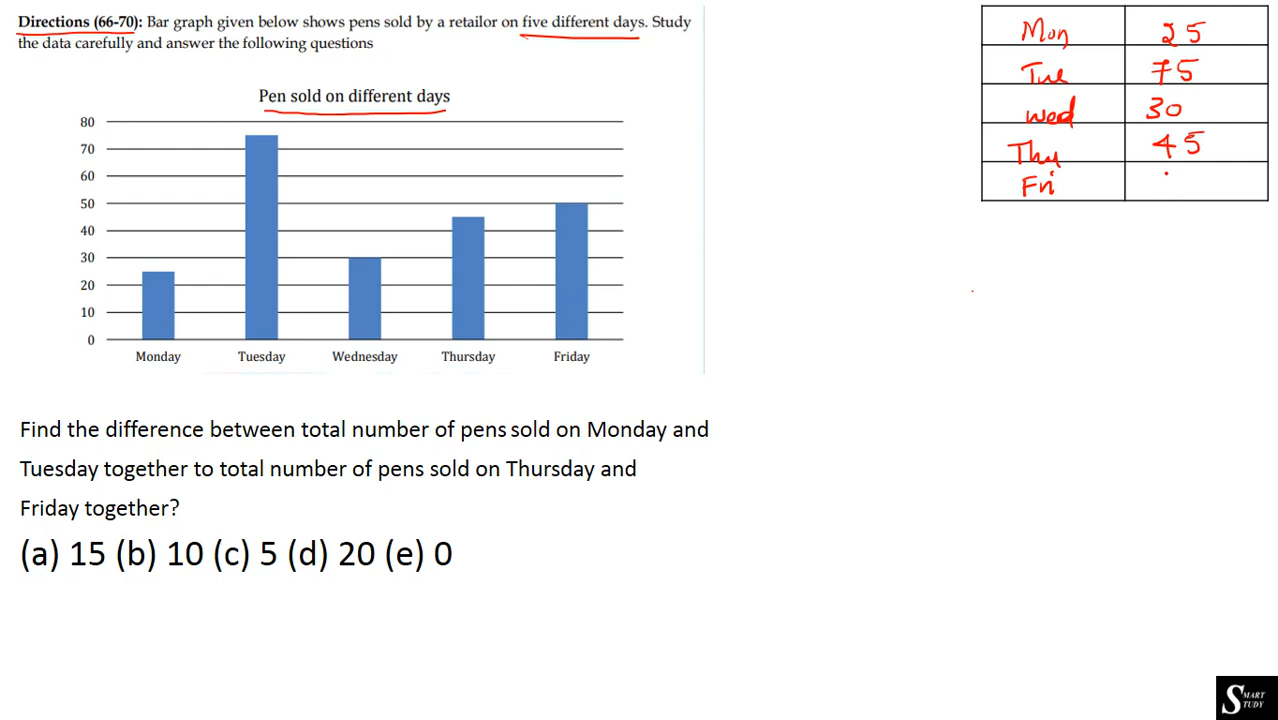 Directions (66-70): Bar graph given below shows pens sold by a retailor on five different days. Study
the data carefully and answer the following questions
Pen sold on different days
80
70
60
50
40
30
20
10
0
Monday Tuesday Wednesday Thursday Friday
Mon 25
Tue 75
Wed 30
Thu 45
Fri
Find the difference between total number of pens sold on Monday and
Tuesday together to total number of pens sold on Thursday and
Friday together?
(a) 15 (b) 10 (c) 5 (d) 20 (e) 0
SMART
STUDY